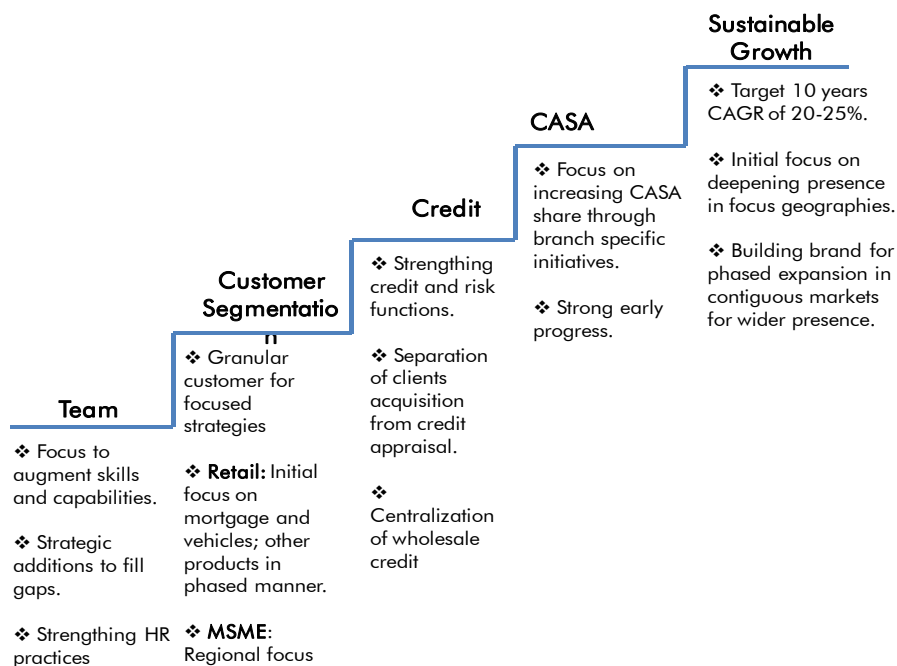 Team
❖ Focus to
augment skills
and capabilities.
❖ Strategic
additions to fill
gaps.
❖ Strengthing HR
practices
Customer
Segmentatio
n
❖ Granular
customer for
focused
strategies
❖ Retail: Initial
focus on
mortgage and
vehicles; other
products in
phased manner.
❖ MSME:
Regional focus
Credit
❖ Strengthing
credit and risk
functions.
❖ Separation
of clients
acquisition
from credit
appraisal.
❖
Centralization
of wholesale
credit
CASA
❖ Focus on
increasing CASA
share through
branch specific
initiatives.
❖ Strong early
progress.
Sustainable
Growth
❖ Target 10 years
CAGR of 20-25%.
❖ Initial focus on
deepening presence
in focus geographies.
❖ Building brand for
phased expansion in
contiguous markets
for wider presence.